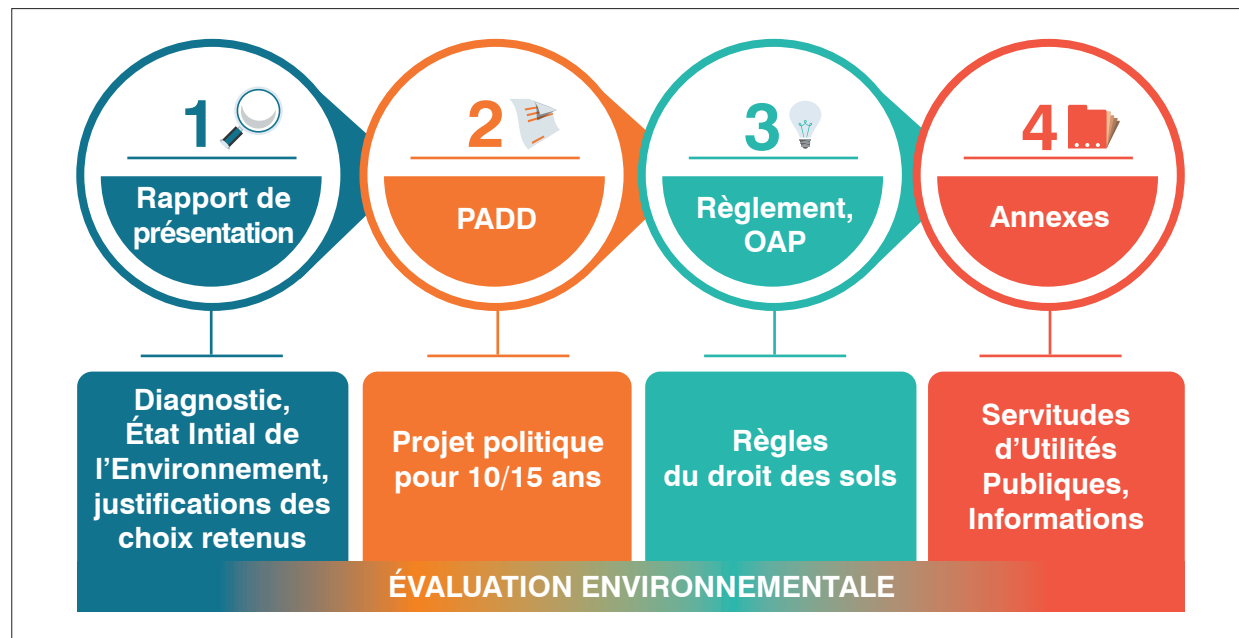 1
Rapport de
présentation
2
PADD
3
Règlement,
OAP
4
Annexes
Diagnostic,
État Intial de
l’Environnement,
justifications des
choix retenus
Projet politique
pour 10/15 ans
Règles
du droit des sols
Servitudes
d’Utilités
Publiques,
Informations
ÉVALUATION ENVIRONNEMENTALE